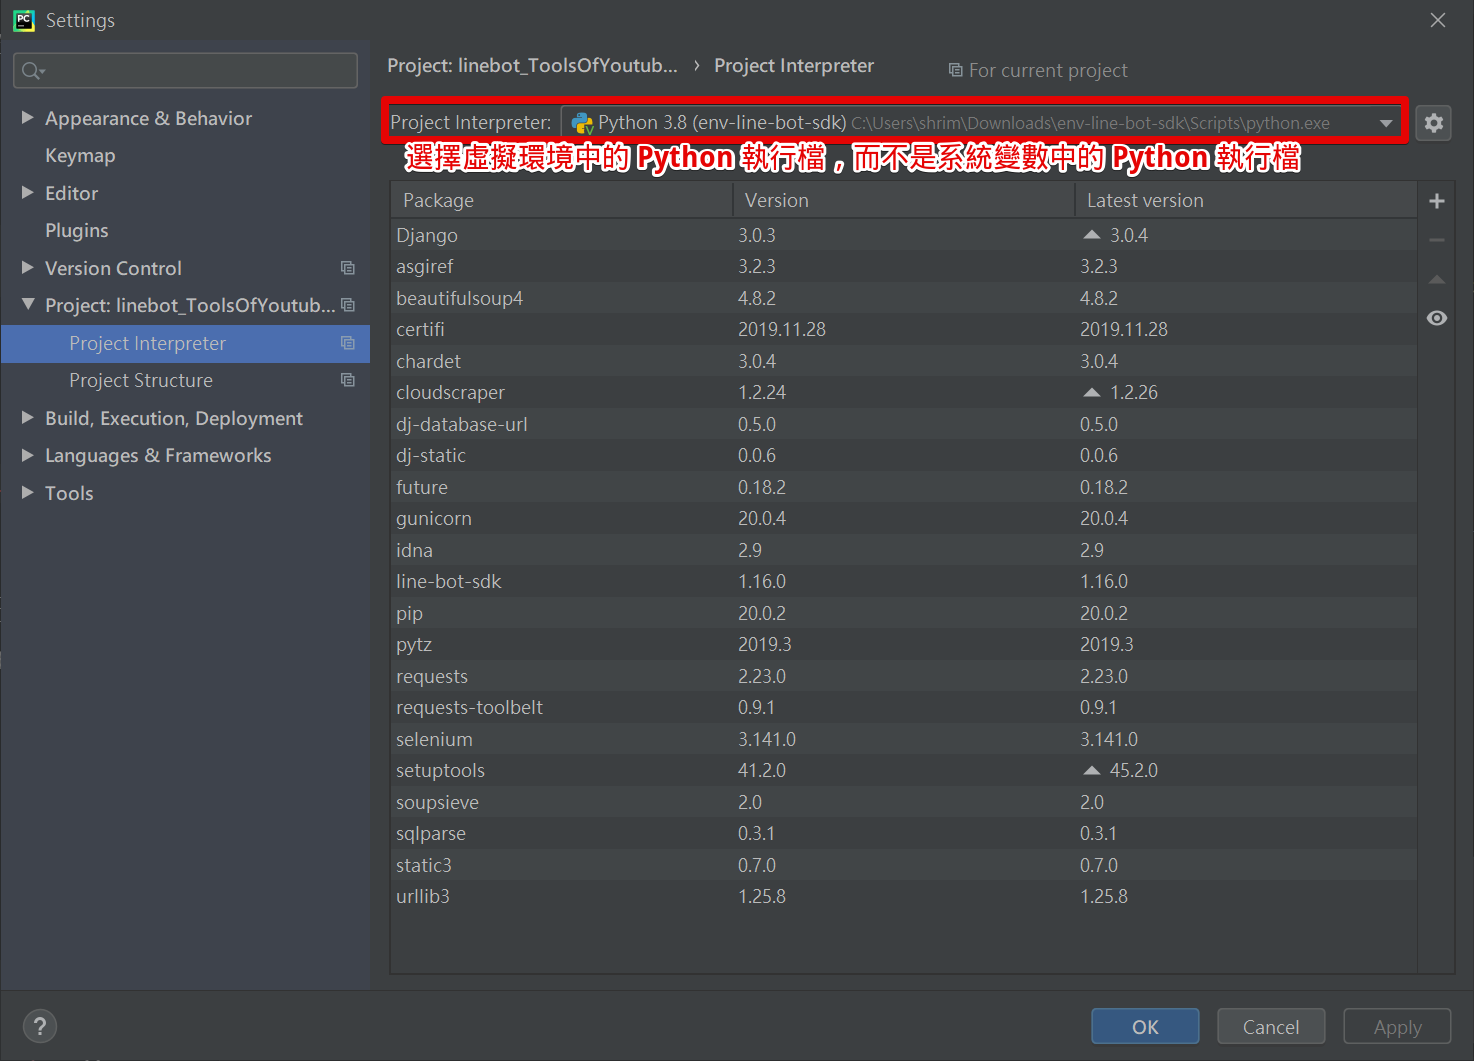 Settings
Project: linebot_ToolsOfYoutub... › Project Interpreter For current project
Appearance & Behavior
Keymap
Editor
Plugins
Version Control
Project: linebot_ToolsOfYoutub...
Project Interpreter
Project Structure
Build, Execution, Deployment
Languages & Frameworks
Tools
Project Interpreter: Python 3.8 (env-line-bot-sdk) C:\Users\shrim\Downloads\env-line-bot-sdk\Scripts\python.exe
選擇虛擬環境中的 Python 執行檔，而不是系統變數中的 Python 執行檔
Package Version Latest version
Django 3.0.3 3.0.4
asgiref 3.2.3 3.2.3
beautifulsoup4 4.8.2 4.8.2
certifi 2019.11.28 2019.11.28
chardet 3.0.4 3.0.4
cloudscraper 1.2.24 1.2.26
dj-database-url 0.5.0 0.5.0
dj-static 0.0.6 0.0.6
future 0.18.2 0.18.2
gunicorn 20.0.4 20.0.4
idna 2.9 2.9
line-bot-sdk 1.16.0 1.16.0
pip 20.0.2 20.0.2
pytz 2019.3 2019.3
requests 2.23.0 2.23.0
requests-toolbelt 0.9.1 0.9.1
selenium 3.141.0 3.141.0
setuptools 41.2.0 45.2.0
soupsieve 2.0 2.0
sqlparse 0.3.1 0.3.1
static3 0.7.0 0.7.0
urllib3 1.25.8 1.25.8
? OK Cancel Apply